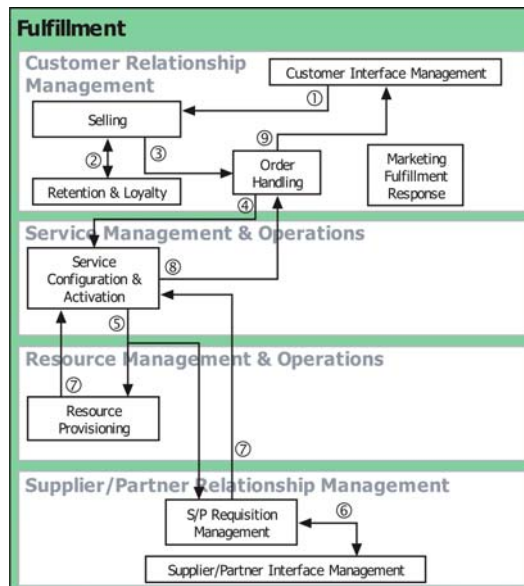 Fulfillment
Customer Relationship
Management
Customer Interface Management
①
Selling
②
③
⑨
Order
Handling
Marketing
Fulfillment
Response
Retention & Loyalty
④
Service Management & Operations
Service
Configuration &
Activation
⑧
⑤
Resource Management & Operations
⑦
Resource
Provisioning
⑦
Supplier/Partner Relationship Management
S/P Requisition
Management
⑥
Supplier/Partner Interface Management